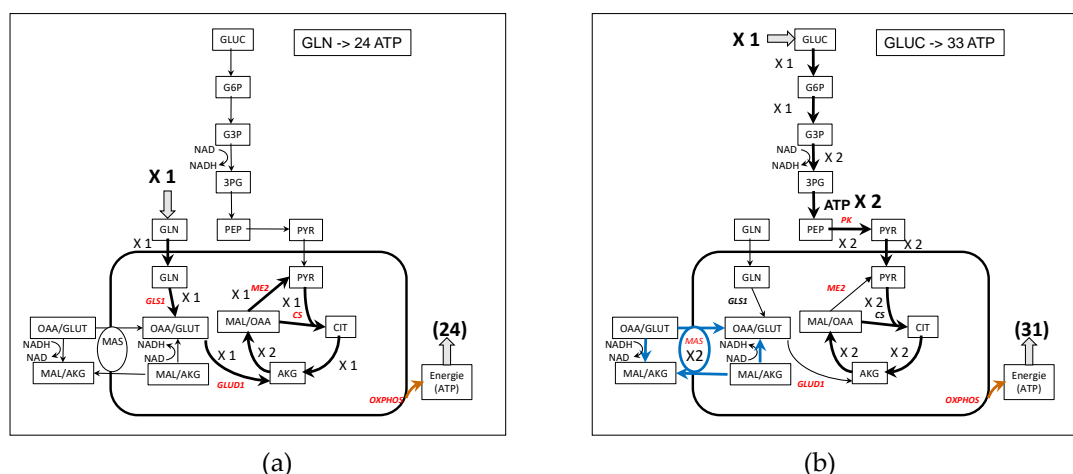 GLN -> 24 ATP
GLUC
G6P
G3P
NAD
NADH
3PG
X 1
GLN
PEP
PYR
X 1
GLN
PYR
GLS1
X 1
ME2
X 1
X 1
CS
OAA/GLUT
OAA/GLUT
MAL/OAA
CIT
(24)
NADH
NAD
MAS
NADH
NAD
X 1
X 2
X 1
MAL/AKG
MAL/AKG
AKG
GLUD1
Energie
(ATP)
OXPHOS
(a)
X 1
GLUC
GLUC -> 33 ATP
X 1
G6P
X 1
G3P
NAD
NADH
X 2
3PG
ATP X 2
GLN
PEP
PK
PYR
X 2
X 2
GLN
PYR
ME2
GLS1
X 2
CS
OAA/GLUT
OAA/GLUT
MAL/OAA
CIT
(31)
NADH
NAD
MAS
X2
NADH
NAD
X 2
X 2
MAL/AKG
MAL/AKG
AKG
GLUD1
Energie
(ATP)
OXPHOS
(b)